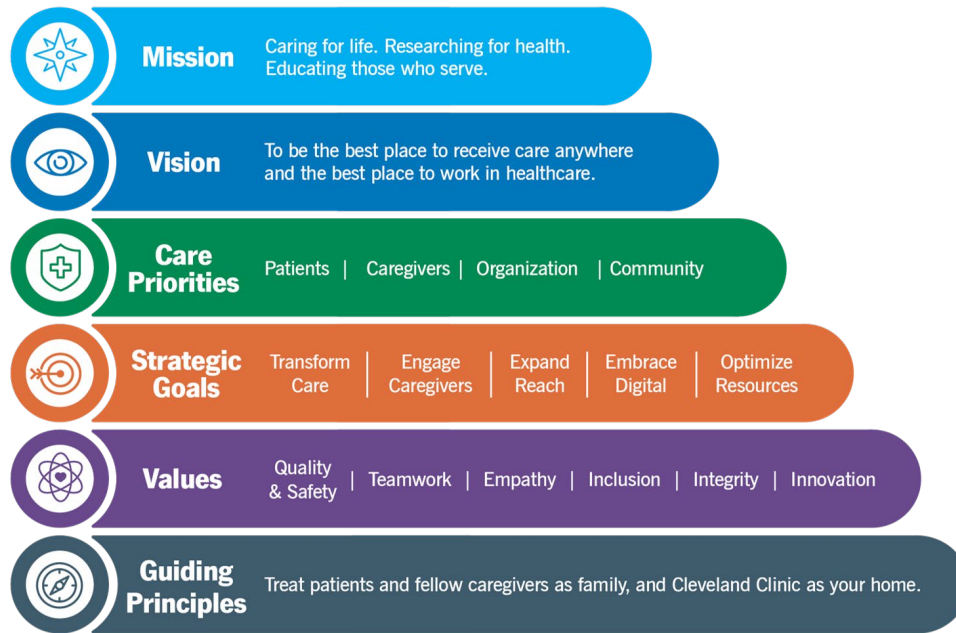 Mission
Caring for life. Researching for health.
Educating those who serve.
Vision
To be the best place to receive care anywhere
and the best place to work in healthcare.
Care
Priorities
Patients | Caregivers | Organization | Community
Strategic
Goals
Transform
Care
Engage
Caregivers
Expand
Reach
Embrace
Digital
Optimize
Resources
Values
Quality
& Safety
| Teamwork | Empathy | Inclusion | Integrity | Innovation
Guiding
Principles
Treat patients and fellow caregivers as family, and Cleveland Clinic as your home.